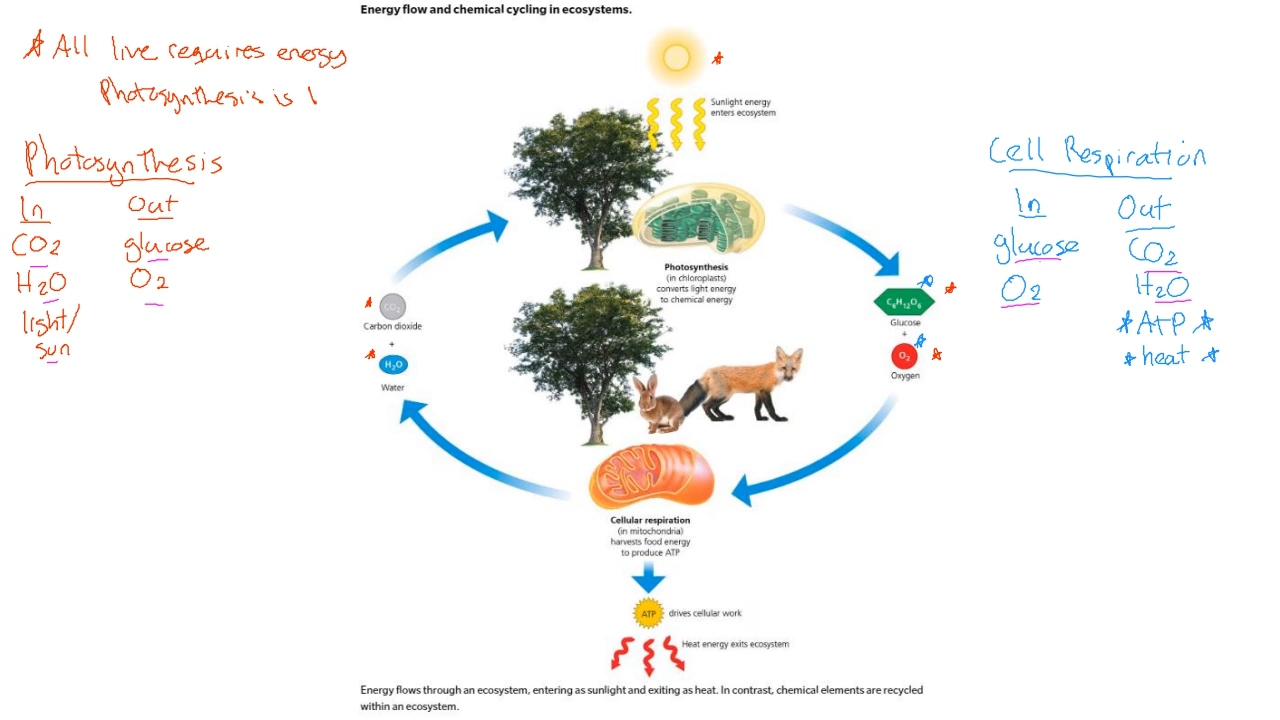 Energy flow and chemical cycling in ecosystems.
☆ All live requires energy
Photosynthesis is
Photosynthesis
In Out
CO2 glucose
H2O O2
light/
sun
Sunlight energy
enters ecosystem
Photosynthesis
(in chloroplasts)
converts light energy
to chemical energy
CO2
Carbon dioxide
+
H2O
Water
C6H12O6
Glucose
+
O2
Oxygen
Cellular respiration
(in mitochondria)
harvests food energy
to produce ATP
ATP drives cellular work
Heat energy exits ecosystem
Cell Respiration
In Out
glucose CO2
O2 H2O
☆ ATP ☆
☆ heat ☆
Energy flows through an ecosystem, entering as sunlight and exiting as heat. In contrast, chemical elements are recycled
within an ecosystem.